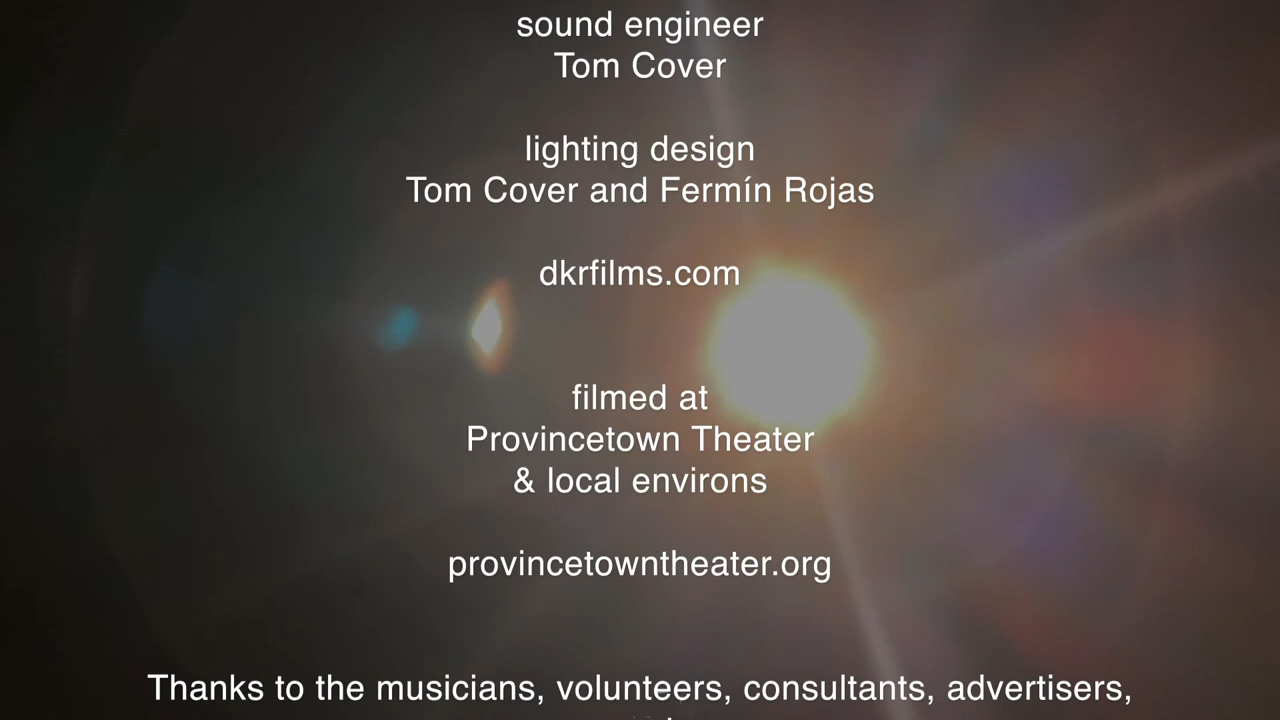 sound engineer
Tom Cover
lighting design
Tom Cover and Fermín Rojas
dkrfilms.com
filmed at
Provincetown Theater
& local environs
provincetowntheater.org
Thanks to the musicians, volunteers, consultants, advertisers,